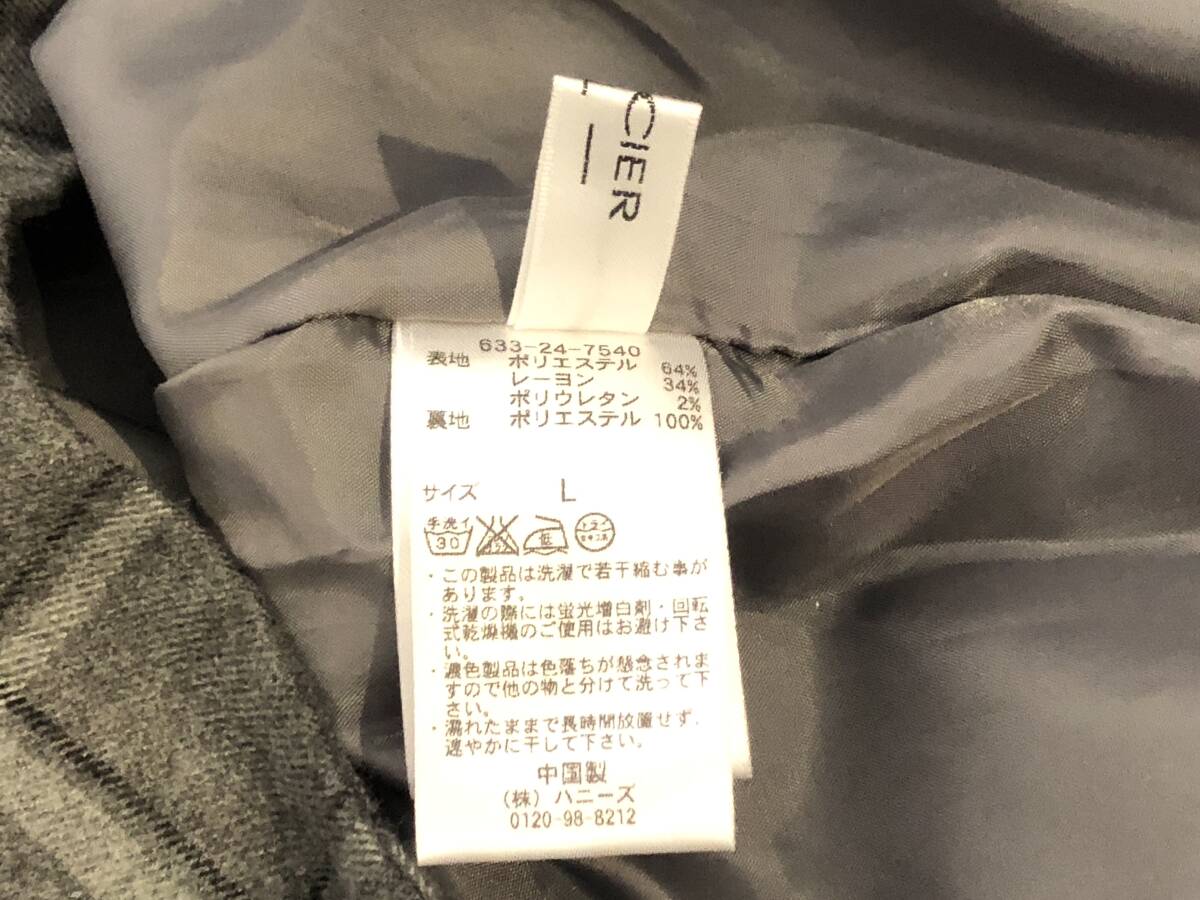 CIER
L
633-24-7540
表地 ポリエステル 64%
レーヨン 34%
ポリウレタン 2%
裏地 ポリエステル 100%
サイズ L
手洗イ
30
低
ドライ
セキユ系
・この製品は洗濯で若干縮む事が
あります。
・洗濯の際には蛍光増白剤・回転
式乾燥機のご使用はお避け下さ
い。
・濃色製品は色落ちが懸念されま
すので他の物と分けて洗って下
さい。
・濡れたままで長時間放置せず、
速やかに干して下さい。
中国製
（株）ハニーズ
0120-98-8212